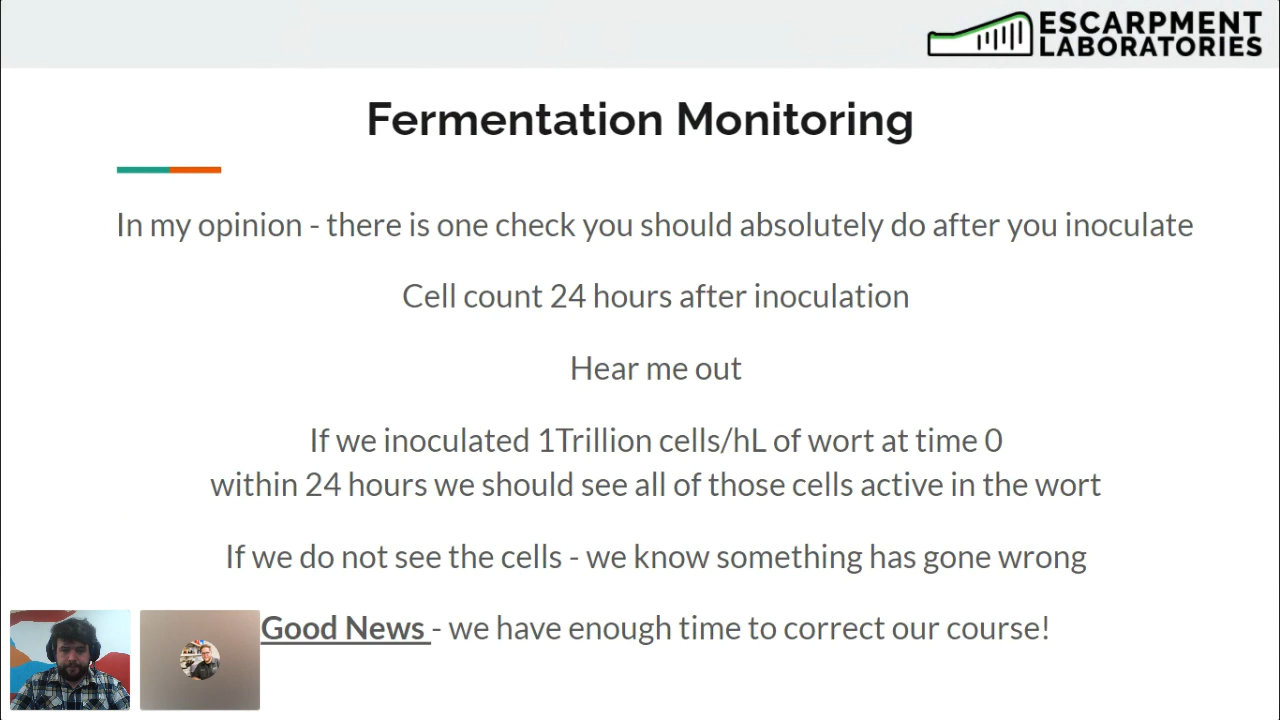 ESCARPMENT
LABORATORIES
Fermentation Monitoring
In my opinion - there is one check you should absolutely do after you inoculate
Cell count 24 hours after inoculation
Hear me out
If we inoculated 1Trillion cells/hL of wort at time 0
within 24 hours we should see all of those cells active in the wort
If we do not see the cells - we know something has gone wrong
Good News - we have enough time to correct our course!